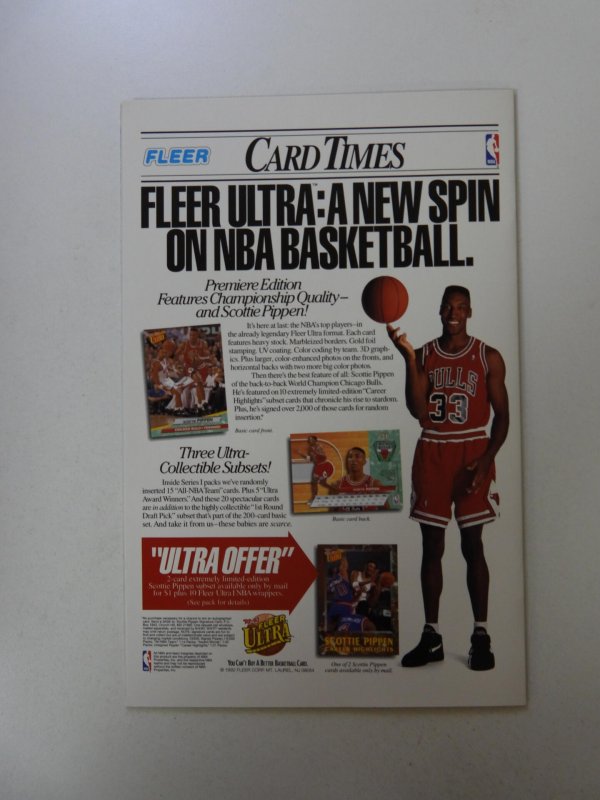 FLEER
CARD TIMES
NBA
FLEER ULTRA:™ A NEW SPIN
ON NBA BASKETBALL.
Premiere Edition
Features Championship Quality–
and Scottie Pippen!
It's here at last: the NBA's top players–in
the already legendary Fleer Ultra format. Each card
features heavy stock. Marbleized borders. Gold foil
stamping. UV coating. Color coding by team. 3D graph-
ics. Plus larger, color-enhanced photos on the fronts, and
horizontal backs with two more big color photos.
Then there's the best feature of all: Scottie Pippen
of the back-to-back World Champion Chicago Bulls.
He's featured on 10 extremely limited-edition "Career
Highlights" subset cards that chronicle his rise to stardom.
Plus, he's signed over 2,000 of those cards for random
insertion.
Basic card front.
BULLS
33
Three Ultra-
Collectible Subsets!
Inside Series I packs we've randomly
inserted 15 "All-NBA Team" cards. Plus 5 "Ultra
Award Winners." And these 20 spectacular cards
are in addition to the highly collectible "1st Round
Draft Pick" subset that's part of the 200-card basic
set. And take it from us–these babies are scarce.
Basic card back.
"ULTRA OFFER"
2-card extremely limited-edition
Scottie Pippen subset available only by mail
for $1 plus 10 Fleer Ultra NBA wrappers.
(See pack for details)
FLEER
ULTRA
YOU CAN'T BUY A BETTER BASKETBALL CARD.
© 1992 FLEER CORP. MT. LAUREL, NJ 08054
SCOTTIE PIPPEN
CAREER HIGHLIGHTS
One of 2 Scottie Pippen
cards available only by mail.